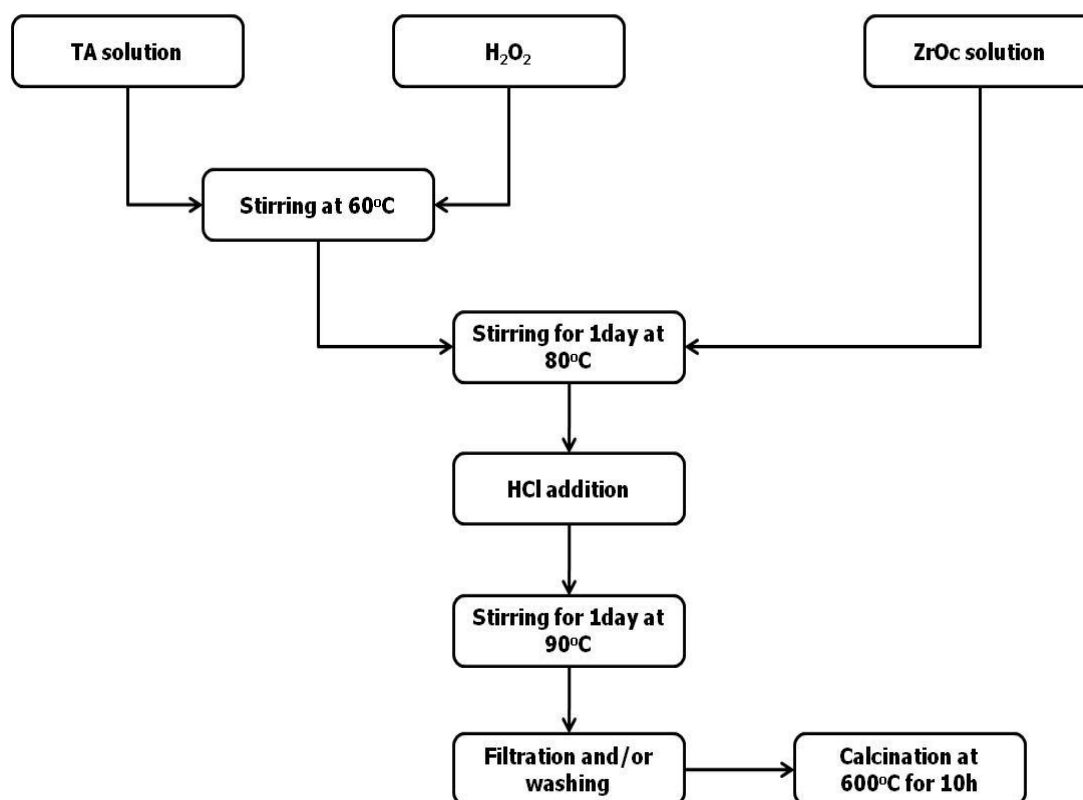 TA solution
H₂O₂
ZrOc solution
Stirring at 60ºC
Stirring for 1day at
80ºC
HCl addition
Stirring for 1day at
90ºC
Filtration and/or
washing
Calcination at
600ºC for 10h